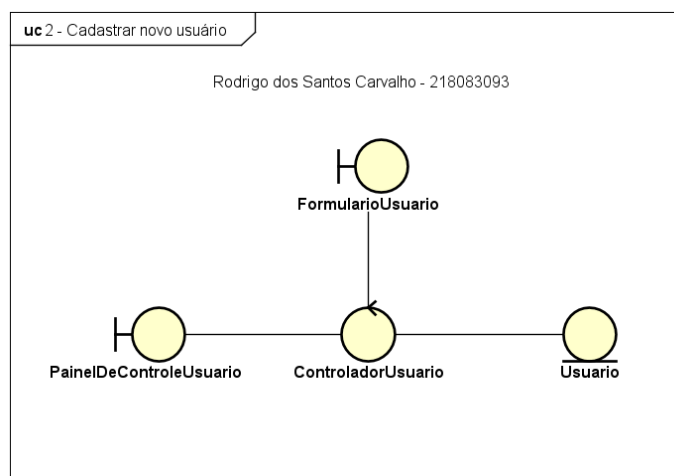 uc 2 - Cadastrar novo usuário
Rodrigo dos Santos Carvalho - 218083093
FormularioUsuario
PainelDeControleUsuario
ControladorUsuario
Usuario